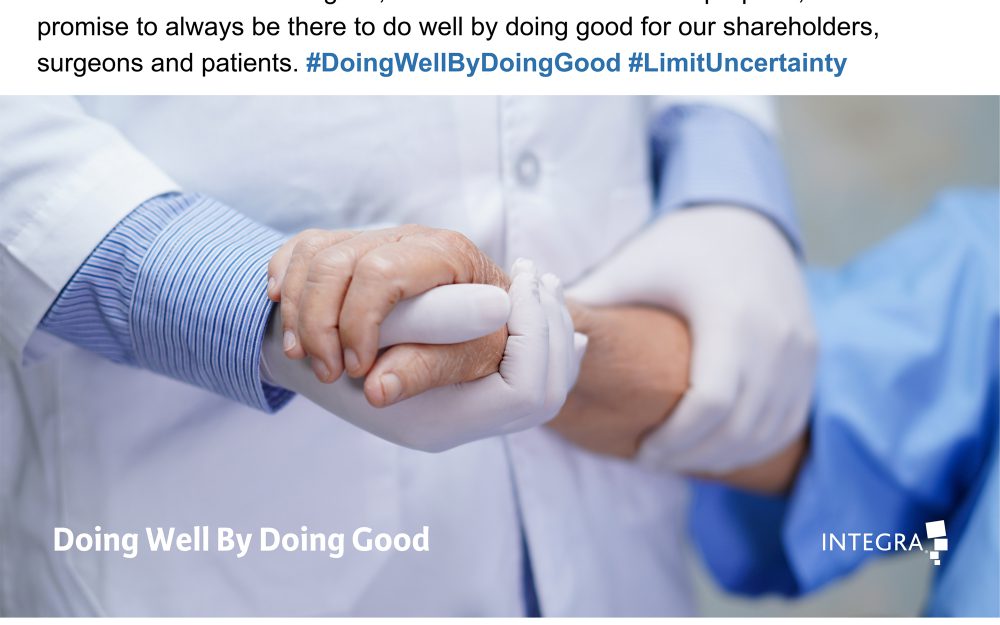 promise to always be there to do well by doing good for our shareholders,
surgeons and patients. #DoingWellByDoingGood #LimitUncertainty
Doing Well By Doing Good
INTEGRA